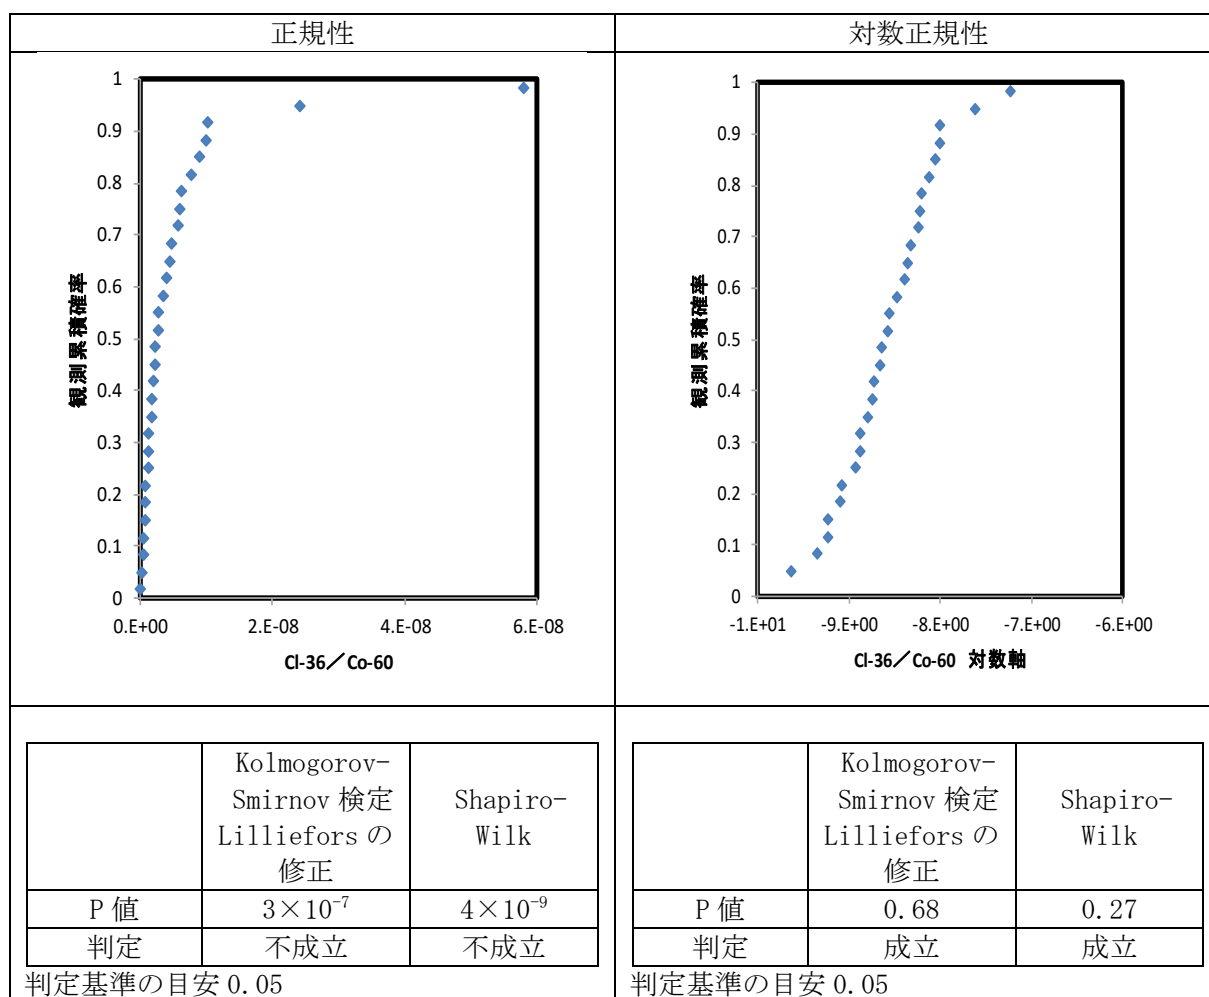 正規性
対数正規性
1
0.9
0.8
0.7
0.6
0.5
0.4
0.3
0.2
0.1
0
観測累積確率
0.E+00 2.E-08 4.E-08 6.E-08
Cl-36／Co-60
1
0.9
0.8
0.7
0.6
0.5
0.4
0.3
0.2
0.1
0
観測累積確率
-1.E+01 -9.E+00 -8.E+00 -7.E+00 -6.E+00
Cl-36／Co-60 対数軸
Kolmogorov-
Smirnov 検定
Lilliefors の
修正
Shapiro-
Wilk
P 値 3×10⁻⁷ 4×10⁻⁹
判定 不成立 不成立
判定基準の目安 0.05
Kolmogorov-
Smirnov 検定
Lilliefors の
修正
Shapiro-
Wilk
P 値 0.68 0.27
判定 成立 成立
判定基準の目安 0.05